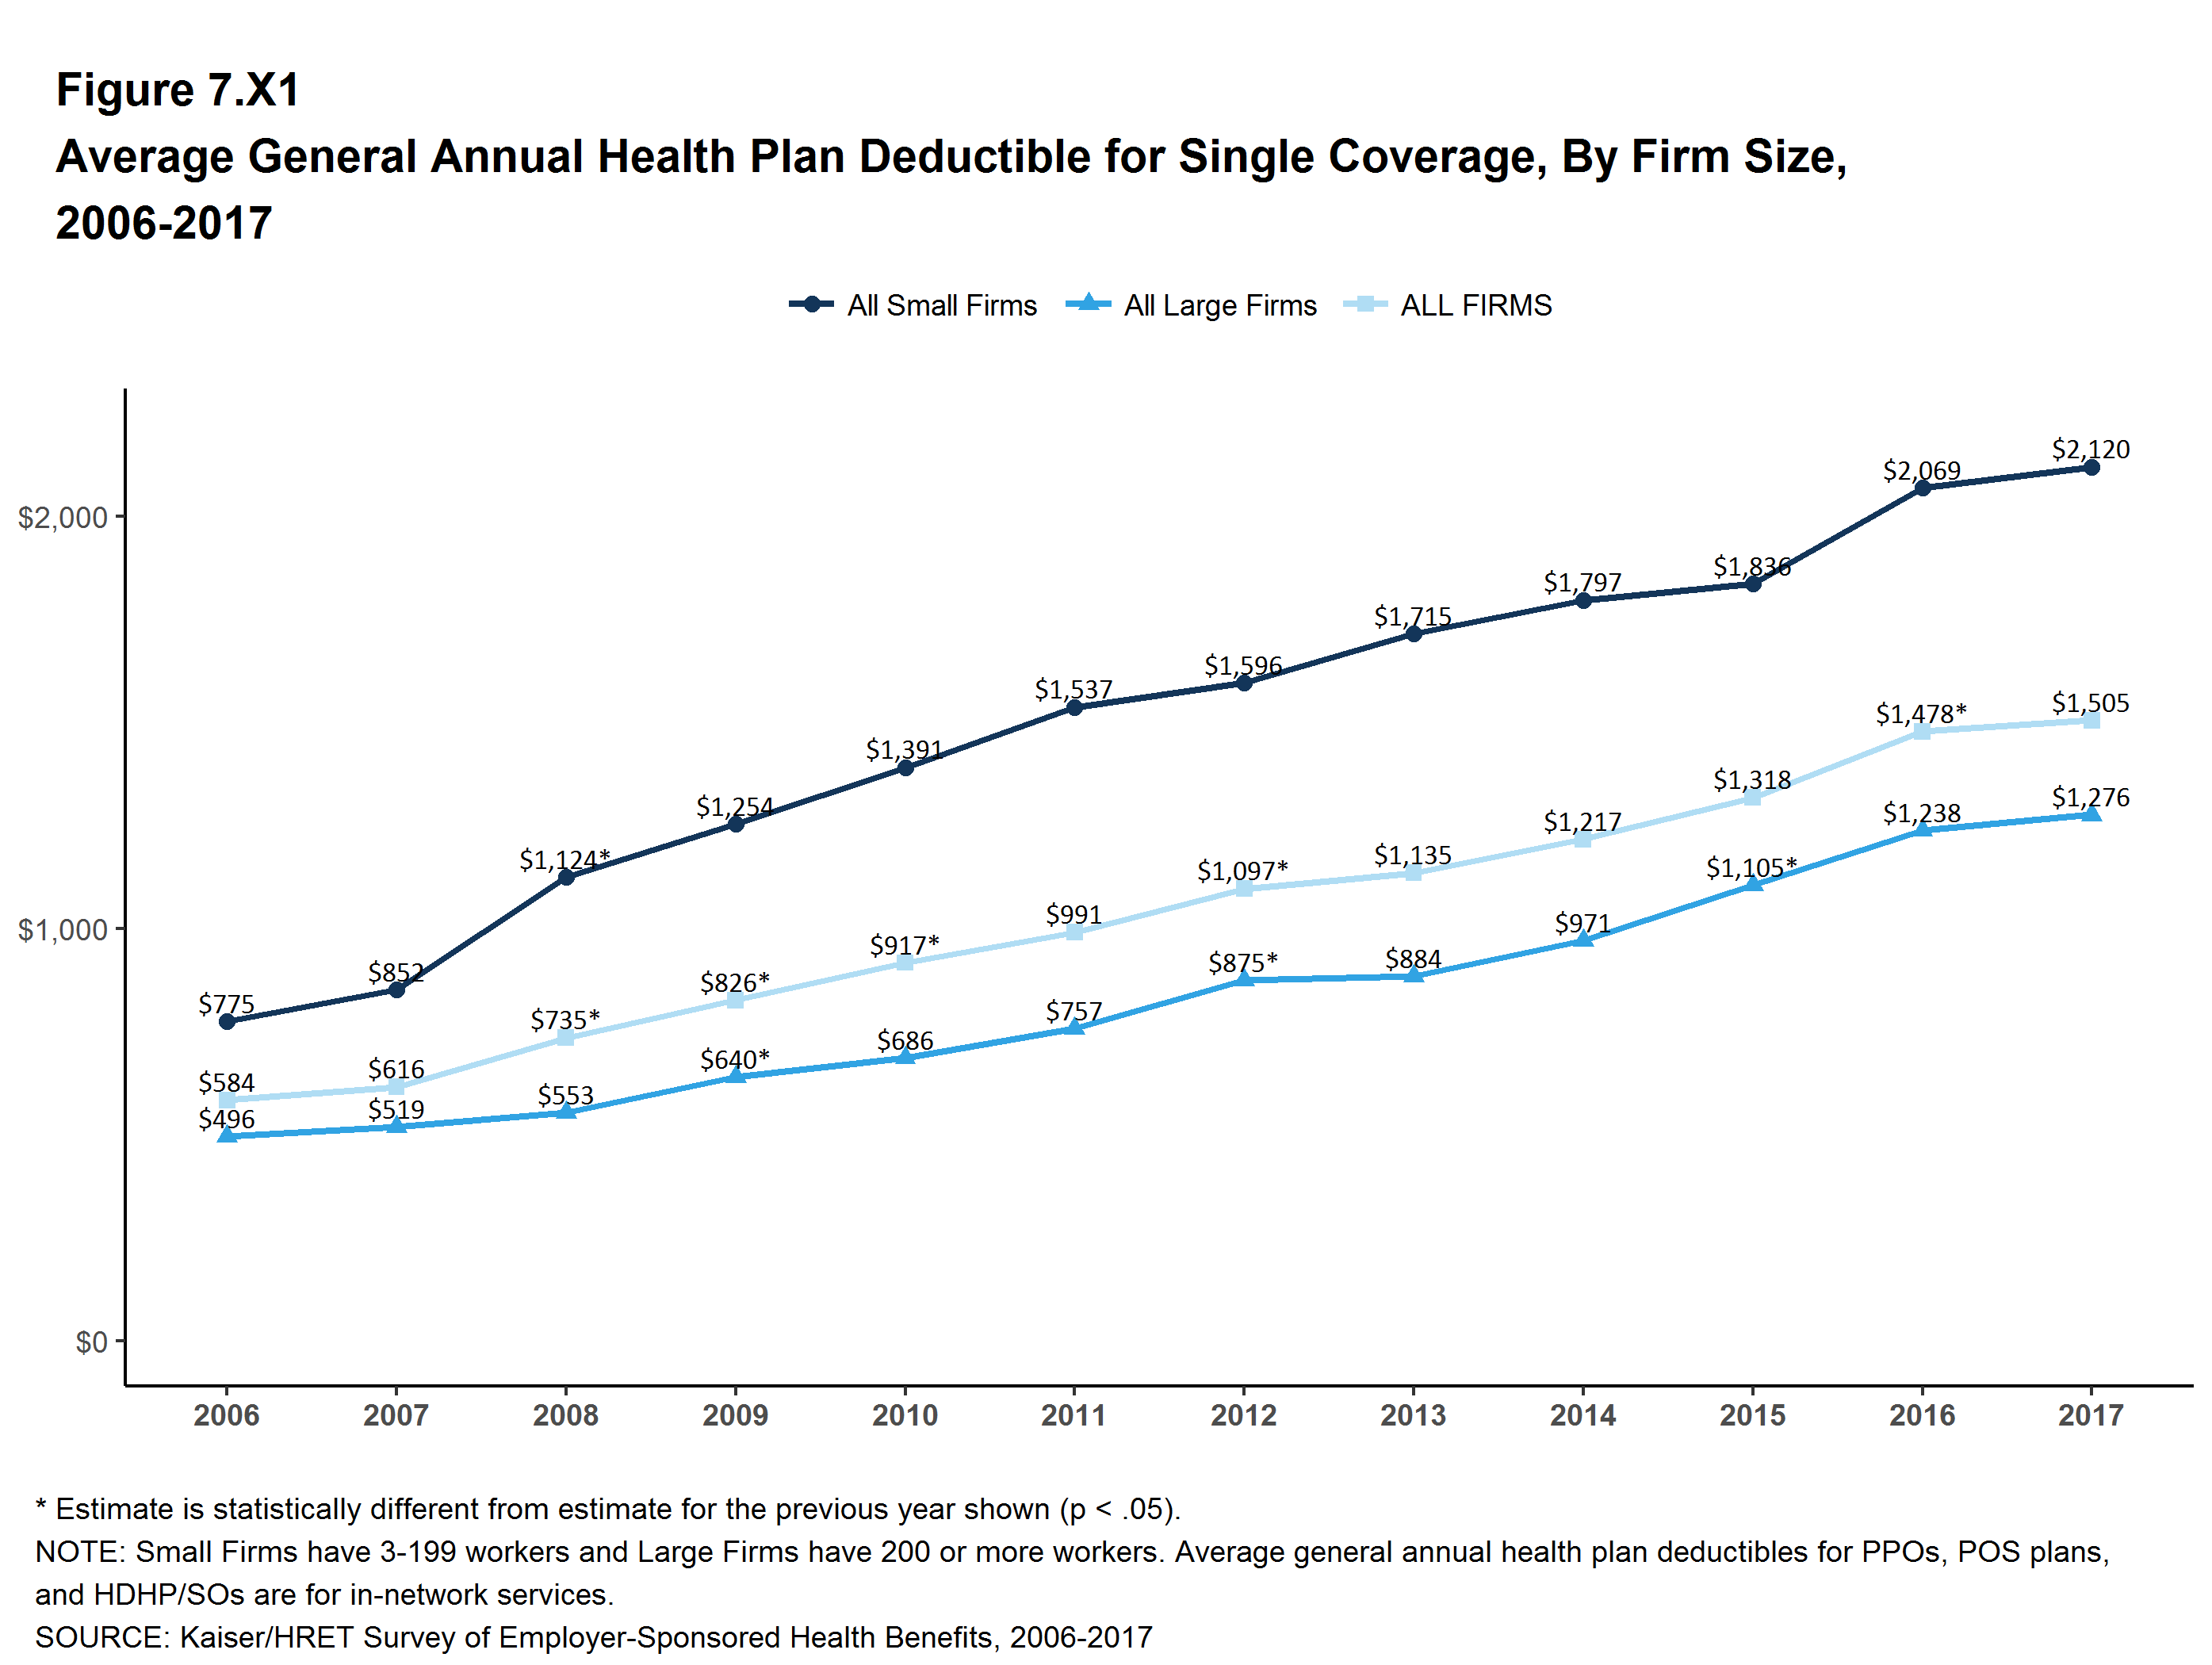 Figure 7.X1
Average General Annual Health Plan Deductible for Single Coverage, By Firm Size,
2006-2017
All Small Firms All Large Firms ALL FIRMS
$2,000
$1,000
$0
$775 $852 $1,124* $1,254 $1,391 $1,537 $1,596 $1,715 $1,797 $1,836 $2,069 $2,120
$584 $616 $735* $826* $917* $991 $1,097* $1,135 $1,217 $1,318 $1,478* $1,505
$496 $519 $553 $640* $686 $757 $875* $884 $971 $1,105* $1,238 $1,276
2006 2007 2008 2009 2010 2011 2012 2013 2014 2015 2016 2017
* Estimate is statistically different from estimate for the previous year shown (p < .05).
NOTE: Small Firms have 3-199 workers and Large Firms have 200 or more workers. Average general annual health plan deductibles for PPOs, POS plans,
and HDHP/SOs are for in-network services.
SOURCE: Kaiser/HRET Survey of Employer-Sponsored Health Benefits, 2006-2017